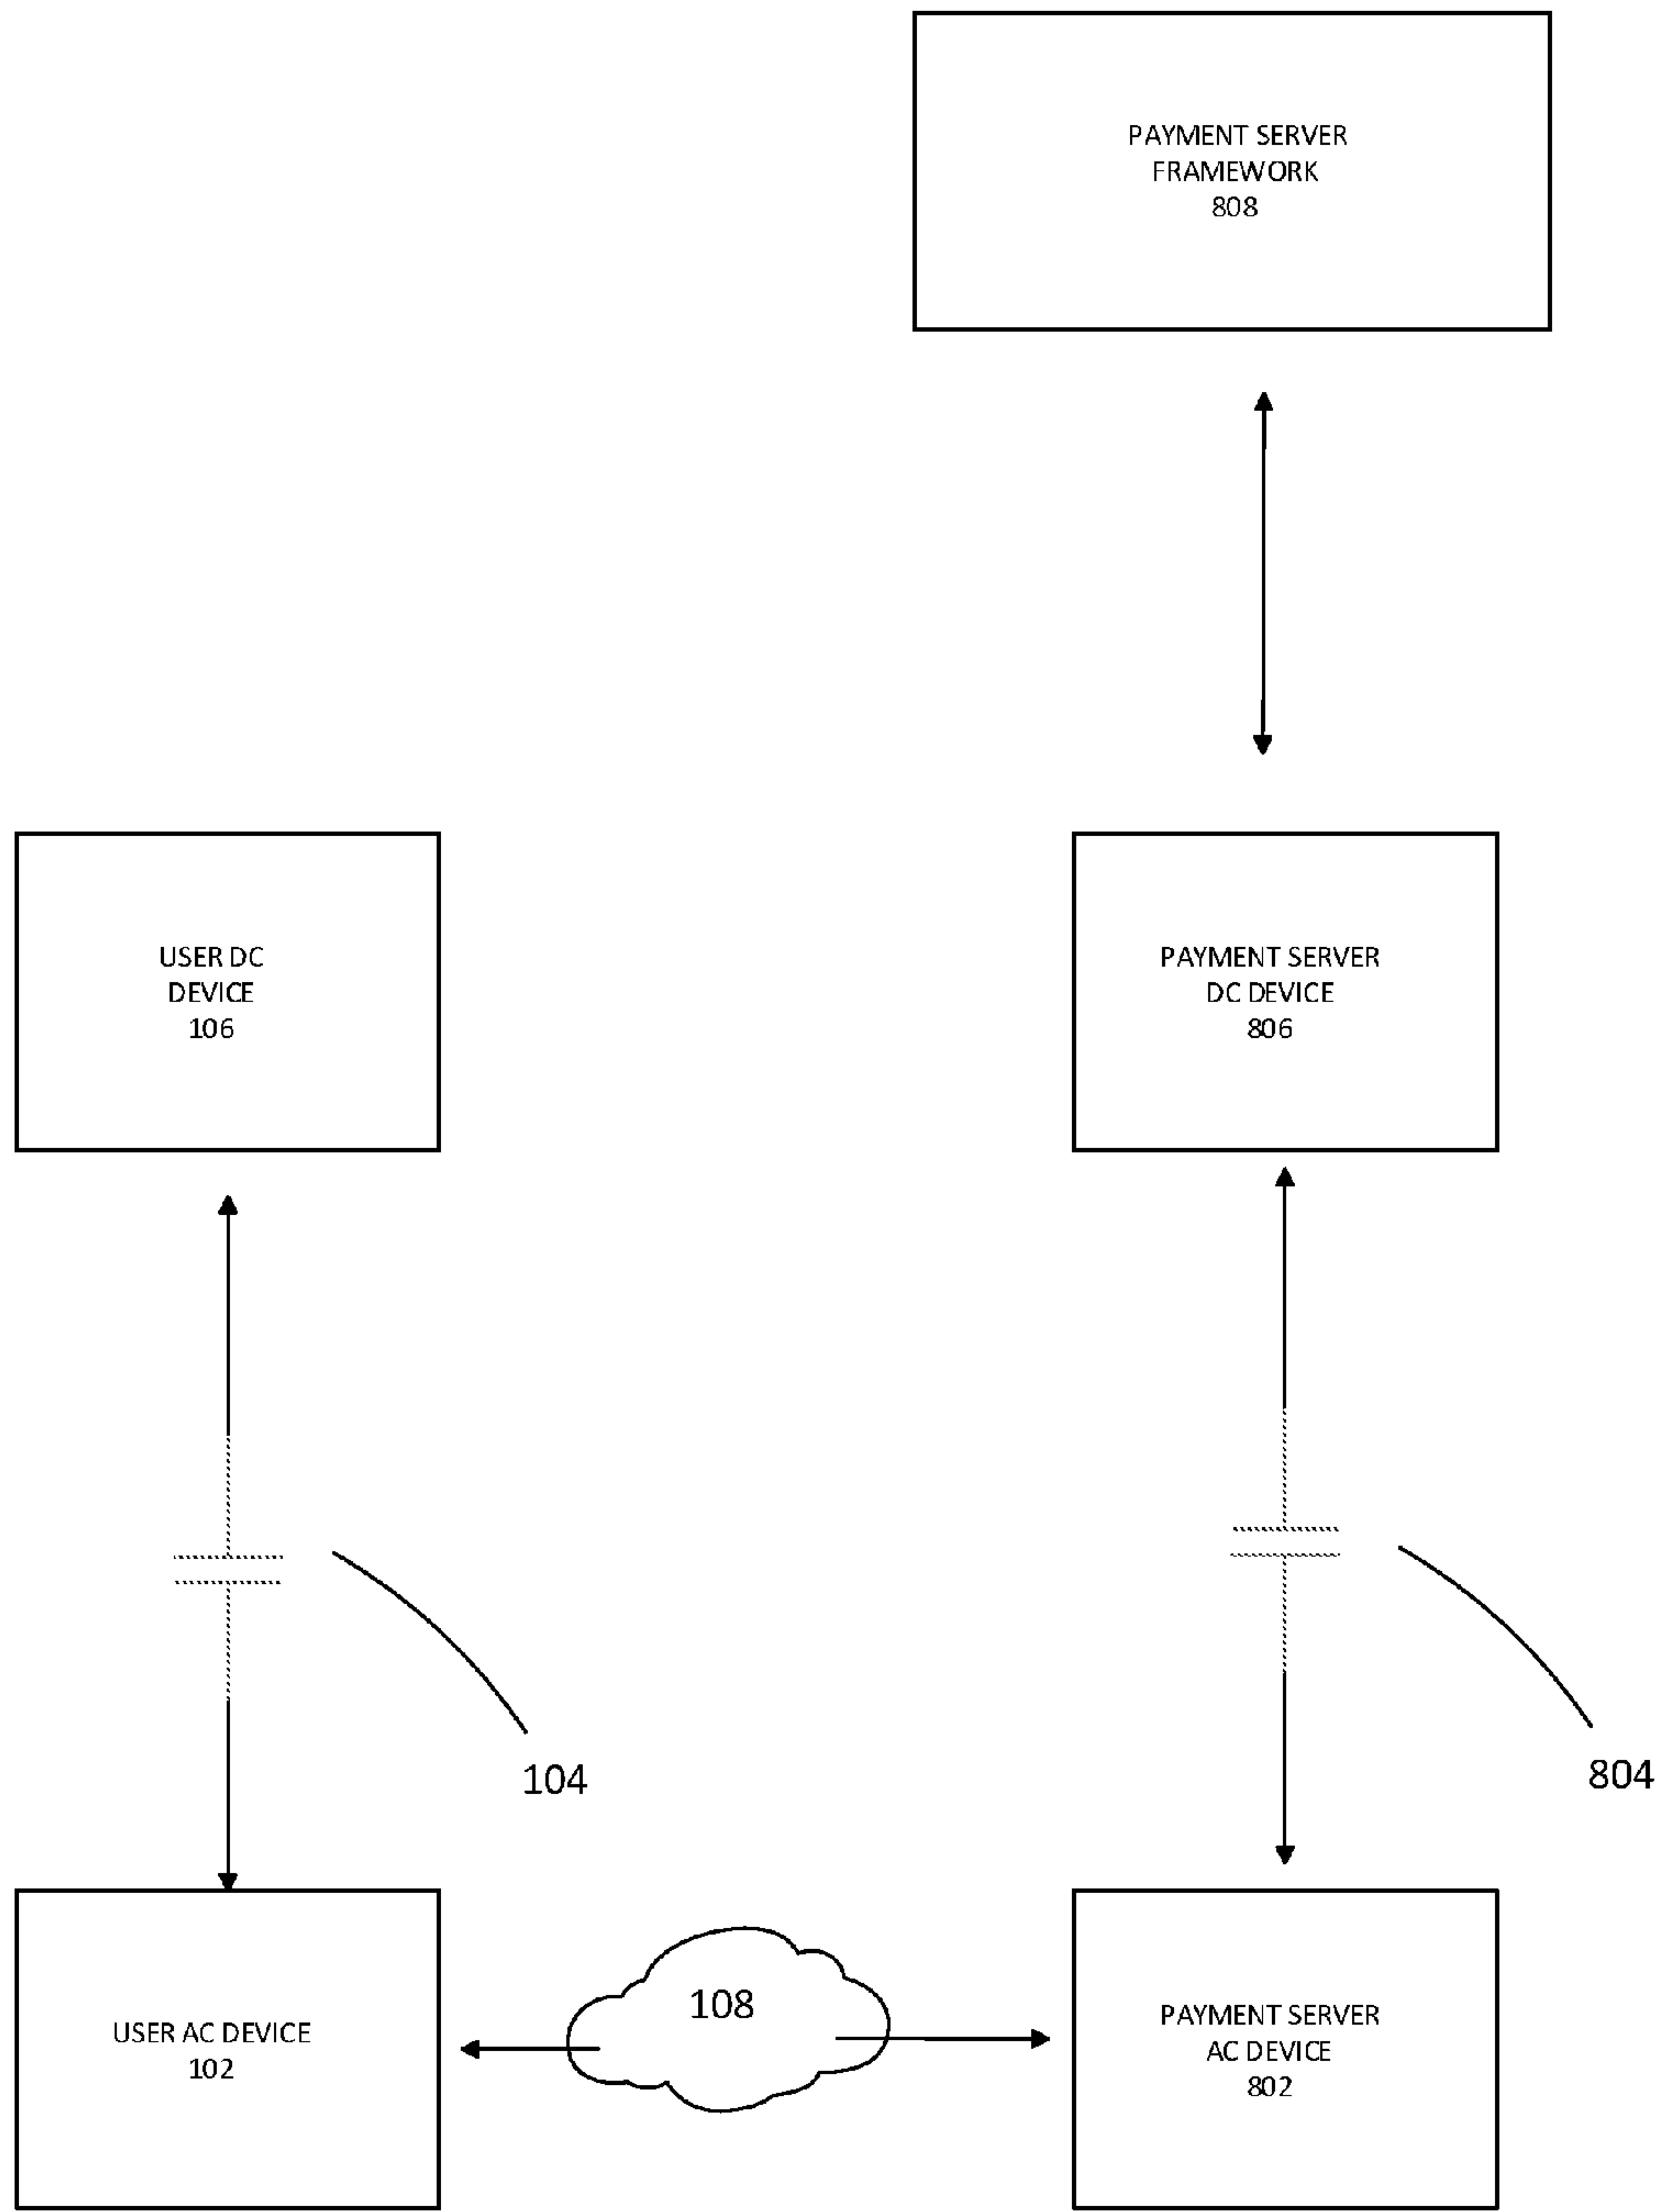 PAYMENT SERVER
FRAMEWORK
808
USER DC
DEVICE
106
PAYMENT SERVER
DC DEVICE
806
104
804
108
USER AC DEVICE
102
PAYMENT SERVER
AC DEVICE
802